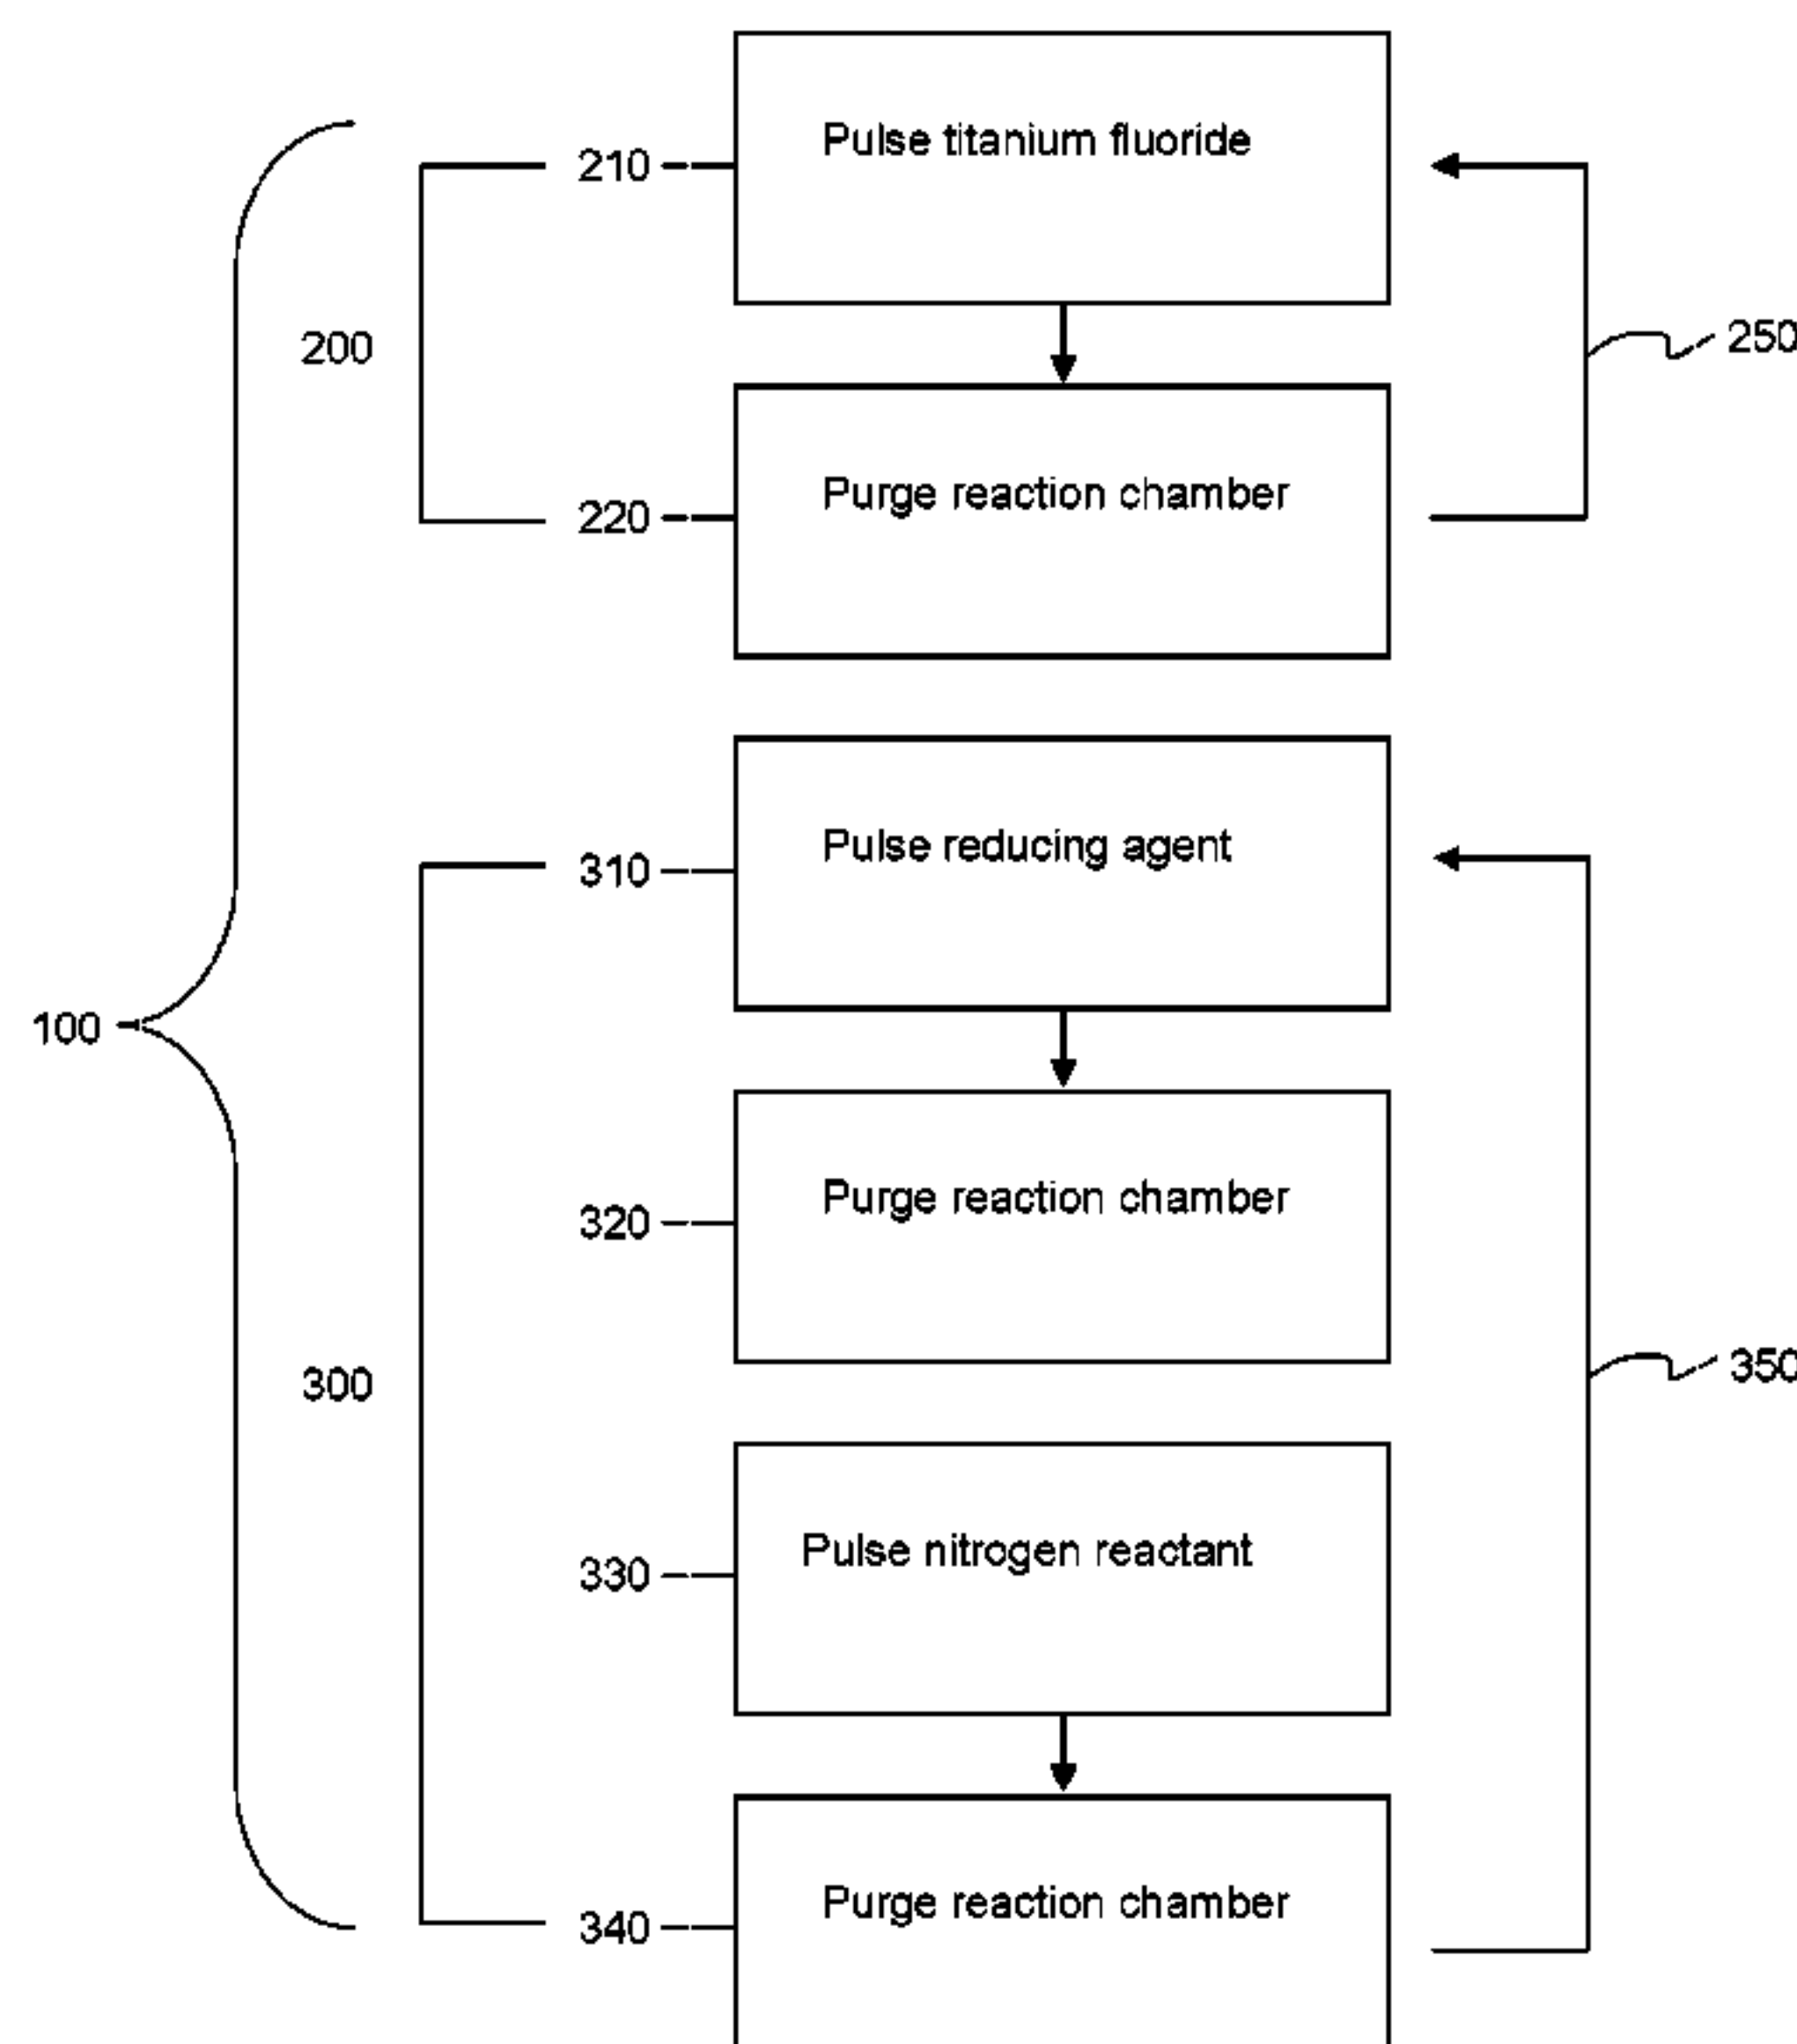 Pulse titanium fluoride
210
200
250
Purge reaction chamber
220
Pulse reducing agent
310
100
Purge reaction chamber
320
300
350
Pulse nitrogen reactant
330
Purge reaction chamber
340